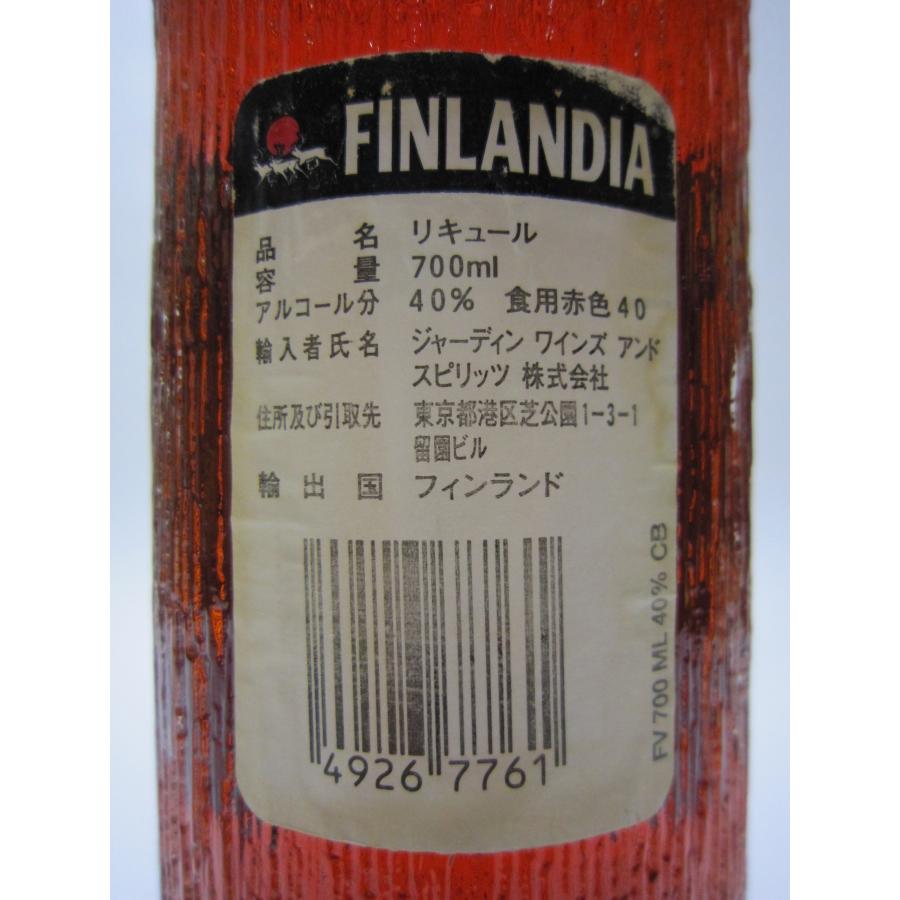 FINLANDIA
品名 リキュール
容量 700ml
アルコール分 40% 食用赤色40
輸入者氏名 ジャーディン ワインズ アンド
スピリッツ 株式会社
住所及び引取先 東京都港区芝公園1-3-1
留園ビル
輸出国 フィンランド
4926 7761
FV 700 ML 40% CB